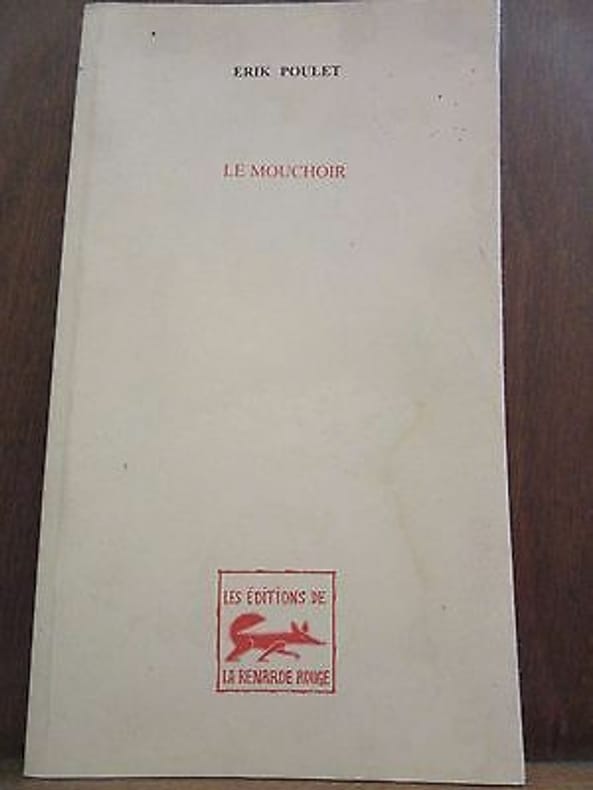 ERIK POULET
LE MOUCHOIR
LES ÉDITIONS DE
LA RENARDE ROUGE